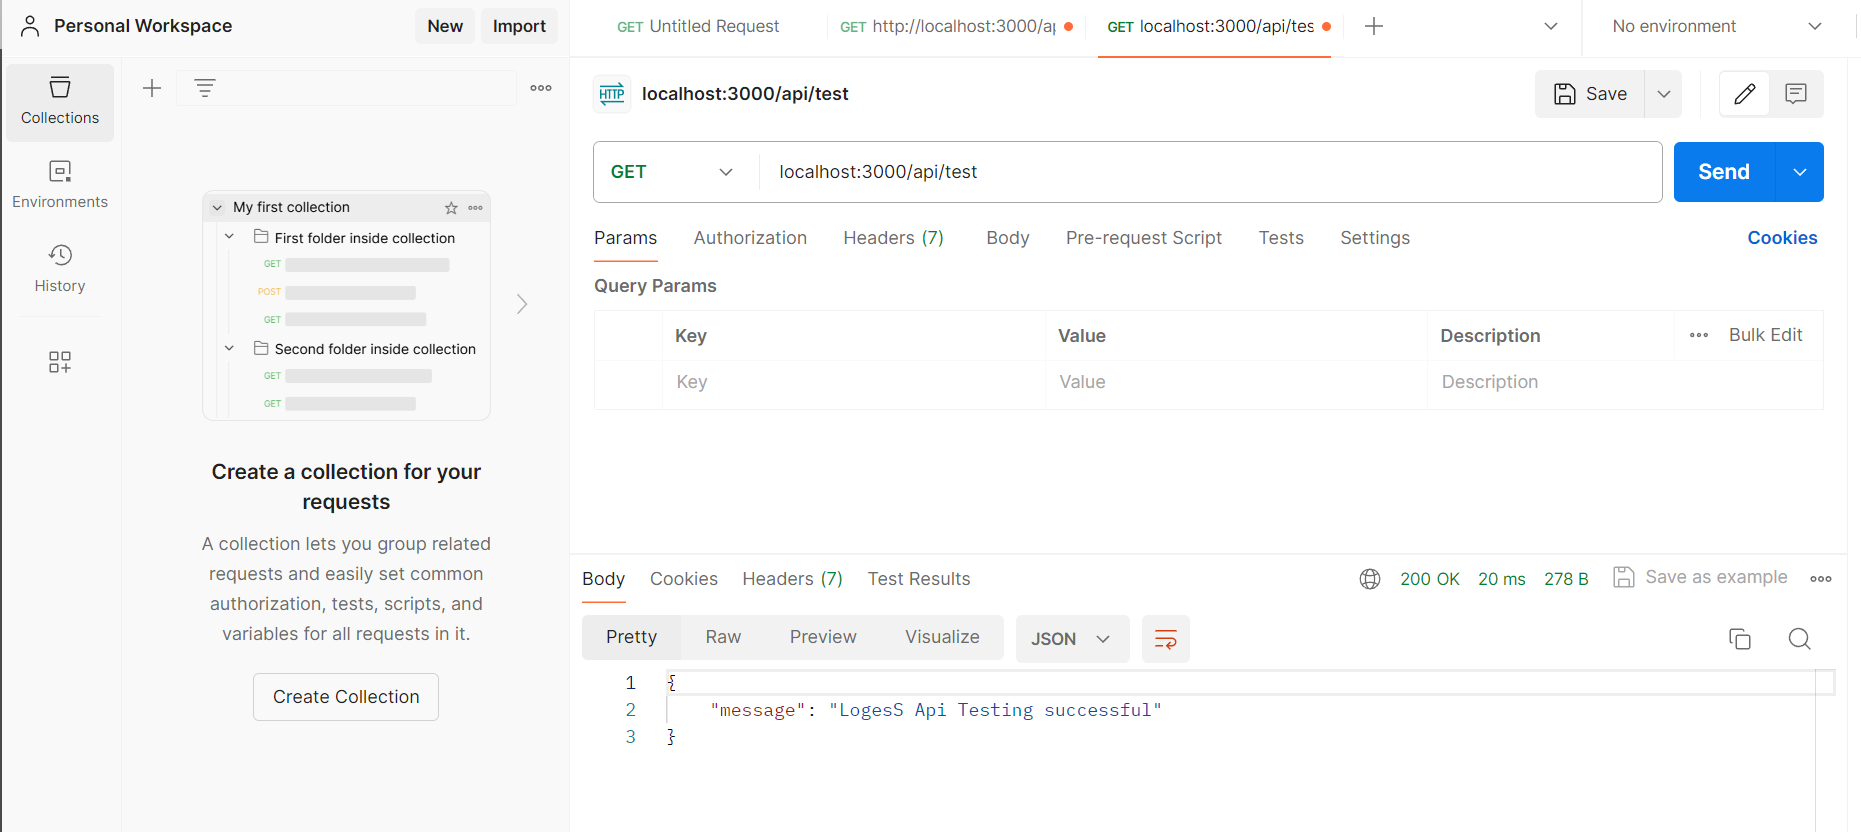 Personal Workspace
New
Import
GET Untitled Request
GET http://localhost:3000/a
GET localhost:3000/api/tes
No environment
Collections
Environments
History
My first collection
First folder inside collection
GET
POST
GET
Second folder inside collection
GET
GET
Create a collection for your
requests
A collection lets you group related
requests and easily set common
authorization, tests, scripts, and
variables for all requests in it.
Create Collection
HTTP localhost:3000/api/test
Save
GET localhost:3000/api/test
Send
Params Authorization Headers (7) Body Pre-request Script Tests Settings Cookies
Query Params
Key Value Description Bulk Edit
Key Value Description
Body Cookies Headers (7) Test Results 200 OK 20 ms 278 B Save as example
Pretty Raw Preview Visualize JSON
1 {
2 "message": "LogesS Api Testing successful"
3 }